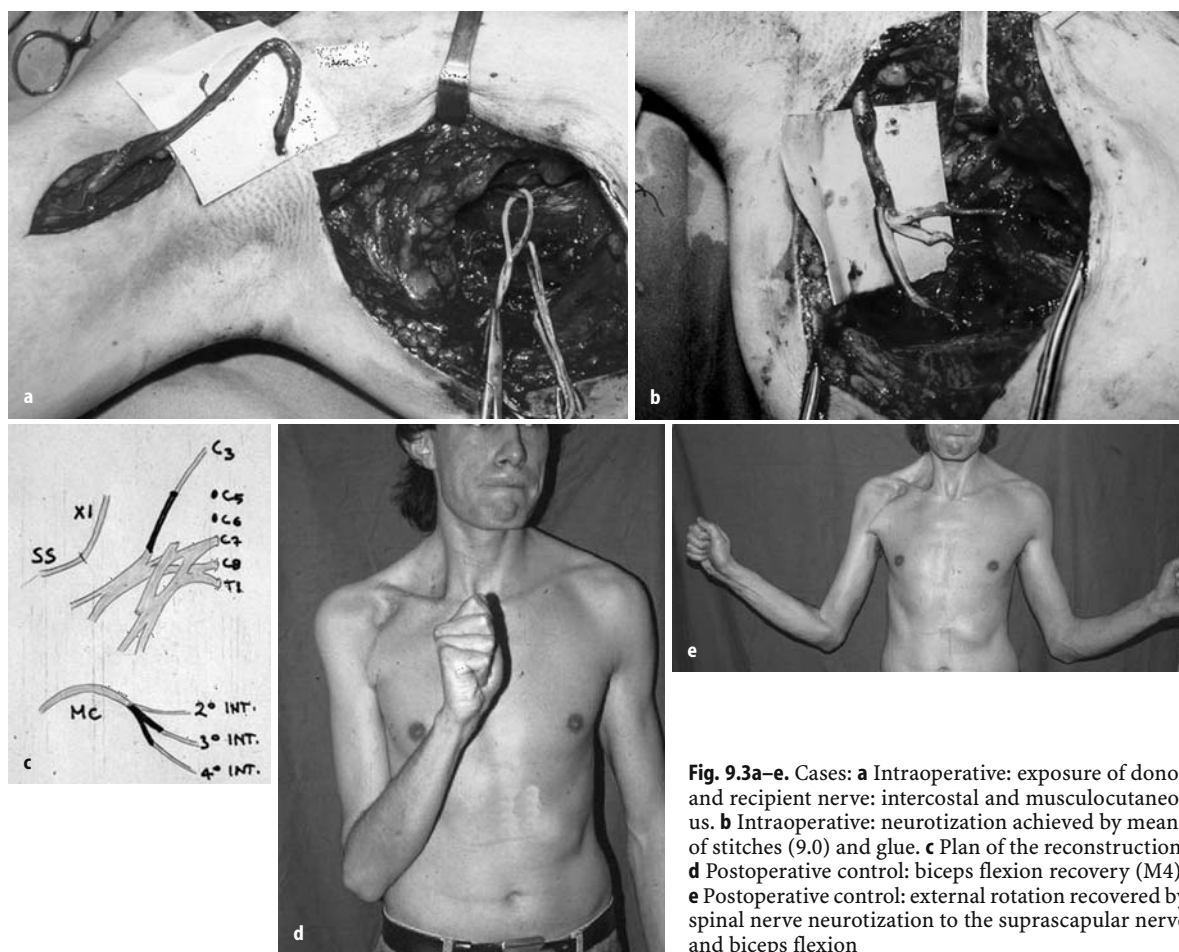 a
b
C3
XI
C5
C6
SS
C7
C8
T1
MC
2° INT.
3° INT.
4° INT.
c
d
e
Fig. 9.3a–e. Cases: a Intraoperative: exposure of dono
and recipient nerve: intercostal and musculocutaneo
us. b Intraoperative: neurotization achieved by mean
of stitches (9.0) and glue. c Plan of the reconstruction
d Postoperative control: biceps flexion recovery (M4)
e Postoperative control: external rotation recovered by
spinal nerve neurotization to the suprascapular nerve
and biceps flexion